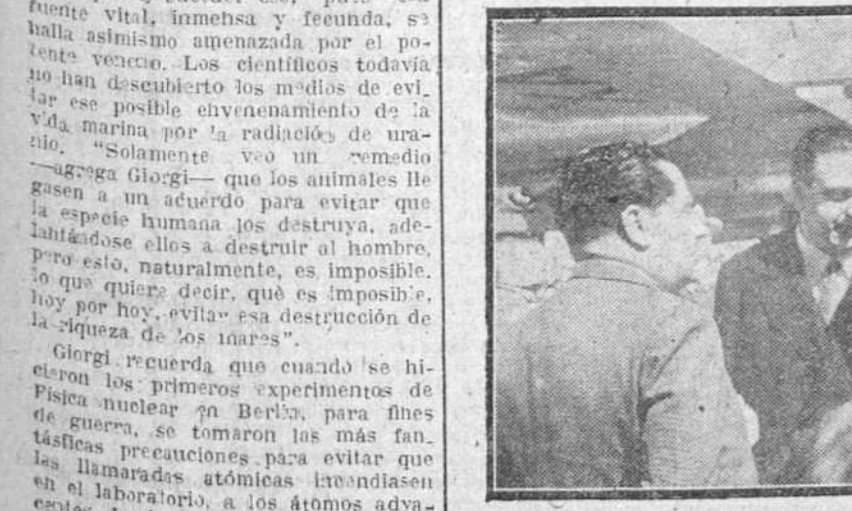 fuente vital, inmensa y fecunda, se
halla asimismo amenazada por el po-
tente veneno. Los científicos todavía
no han descubierto los medios de evi-
tar ese posible envenenamiento de la
vida marina por la radiación de ura-
nio. "Solamente veo un remedio
—agrega Giorgi— que los animales lle
gasen a un acuerdo para evitar que
la especie humana los destruya, ade-
lantándose ellos a destruir al hombre,
pero esto, naturalmente, es imposible.
lo que quiere decir, què es imposible,
hoy por hoy, evitar esa destrucción de
la riqueza de los mares".
Giorgi recuerda que cuando se hi-
cieron los primeros experimentos de
Física nuclear en Berlín, para fines
de guerra, se tomaron las más fan-
tásticas precauciones para evitar que
las llamaradas atómicas incendiasen
en el laboratorio, a los átomos adya-